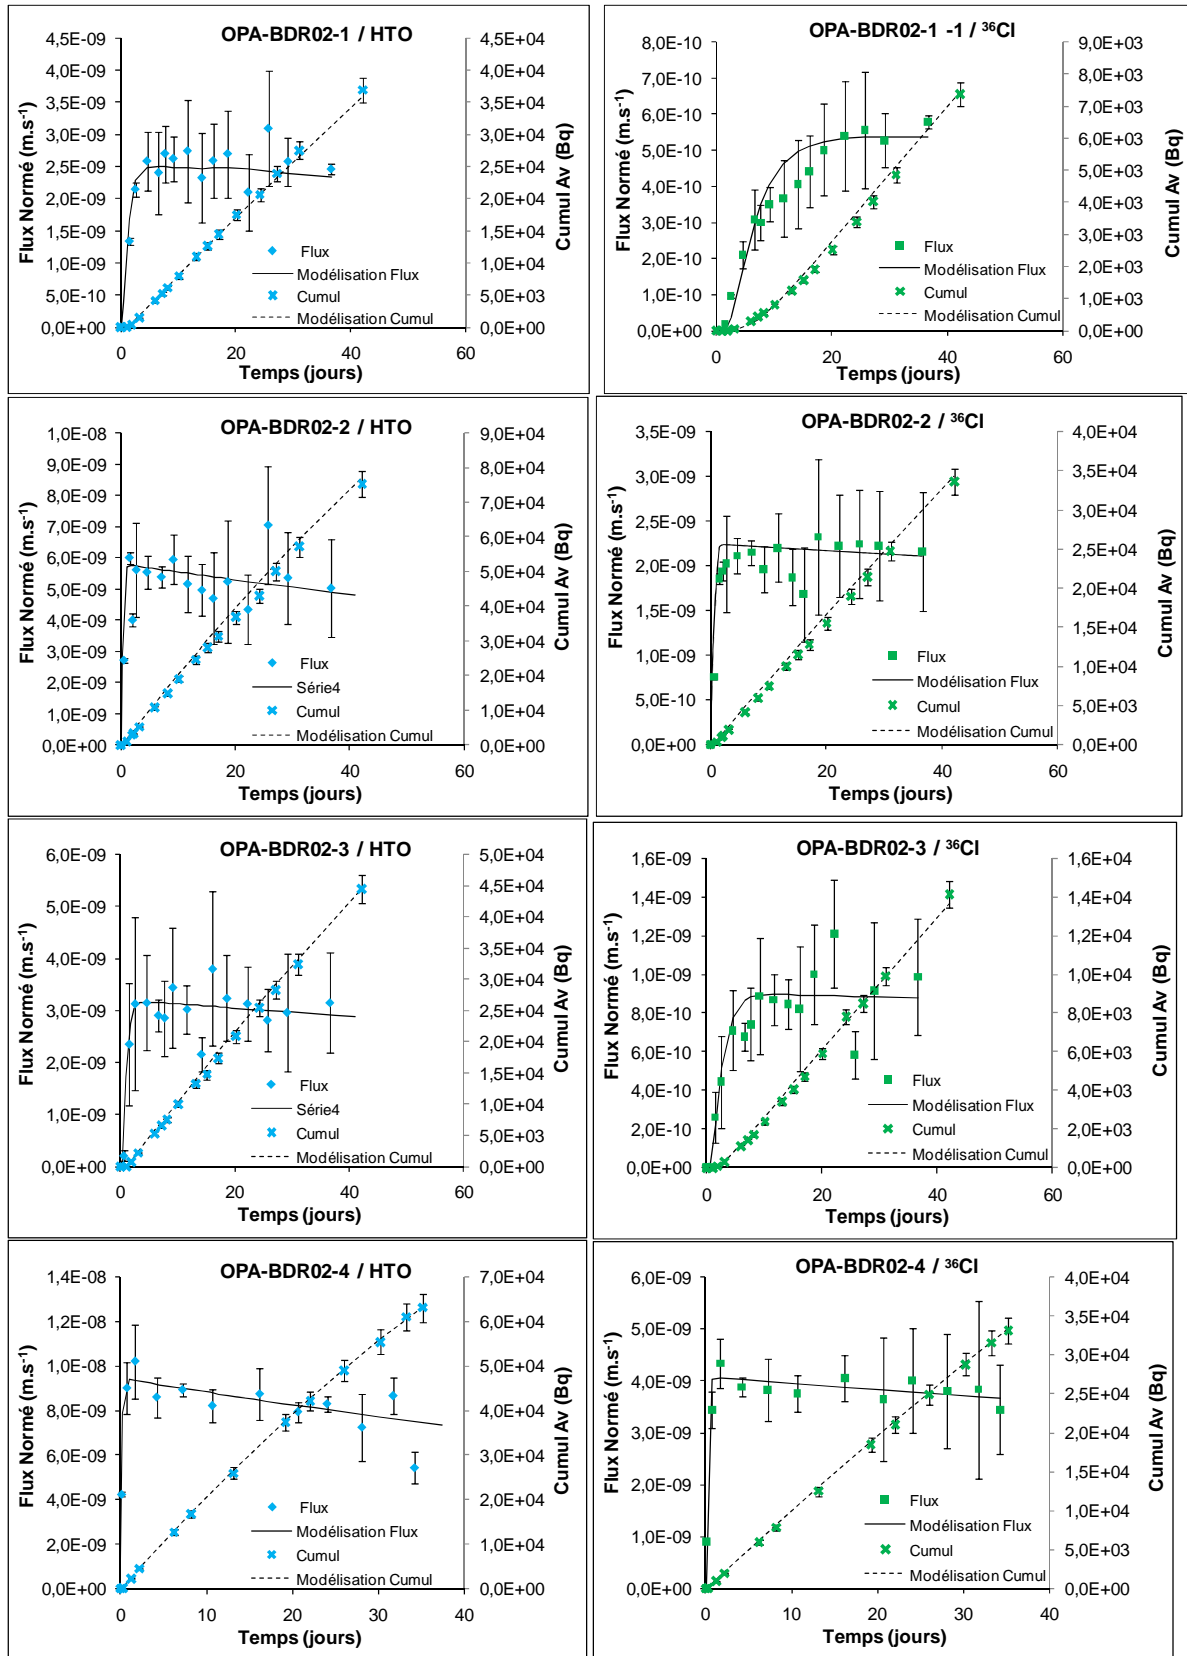 OPA-BDR02-1 / HTO
Flux Normé (m.s⁻¹)
4,5E-09
4,0E-09
3,5E-09
3,0E-09
2,5E-09
2,0E-09
1,5E-09
1,0E-09
5,0E-10
0,0E+00
0 20 40 60
Temps (jours)
4,5E+04
4,0E+04
3,5E+04
3,0E+04
2,5E+04
2,0E+04
1,5E+04
1,0E+04
5,0E+03
0,0E+00
Cumul Av (Bq)
Flux
Modélisation Flux
Cumul
Modélisation Cumul
OPA-BDR02-1 -1 / ³⁶Cl
Flux Normé (m.s⁻¹)
8,0E-10
7,0E-10
6,0E-10
5,0E-10
4,0E-10
3,0E-10
2,0E-10
1,0E-10
0,0E+00
0 20 40 60
Temps (jours)
9,0E+03
8,0E+03
7,0E+03
6,0E+03
5,0E+03
4,0E+03
3,0E+03
2,0E+03
1,0E+03
0,0E+00
Cumul Av (Bq)
Flux
Modélisation Flux
Cumul
Modélisation Cumul
OPA-BDR02-2 / HTO
Flux Normé (m.s⁻¹)
1,0E-08
9,0E-09
8,0E-09
7,0E-09
6,0E-09
5,0E-09
4,0E-09
3,0E-09
2,0E-09
1,0E-09
0,0E+00
0 20 40 60
Temps (jours)
9,0E+04
8,0E+04
7,0E+04
6,0E+04
5,0E+04
4,0E+04
3,0E+04
2,0E+04
1,0E+04
0,0E+00
Cumul Av (Bq)
Flux
Série4
Cumul
Modélisation Cumul
OPA-BDR02-2 / ³⁶Cl
Flux Normé (m.s⁻¹)
3,5E-09
3,0E-09
2,5E-09
2,0E-09
1,5E-09
1,0E-09
5,0E-10
0,0E+00
0 20 40 60
Temps (jours)
4,0E+04
3,5E+04
3,0E+04
2,5E+04
2,0E+04
1,5E+04
1,0E+04
5,0E+03
0,0E+00
Cumul Av (Bq)
Flux
Modélisation Flux
Cumul
Modélisation Cumul
OPA-BDR02-3 / HTO
Flux Normé (m.s⁻¹)
6,0E-09
5,0E-09
4,0E-09
3,0E-09
2,0E-09
1,0E-09
0,0E+00
0 20 40 60
Temps (jours)
5,0E+04
4,5E+04
4,0E+04
3,5E+04
3,0E+04
2,5E+04
2,0E+04
1,5E+04
1,0E+04
5,0E+03
0,0E+00
Cumul Av (Bq)
Flux
Série4
Cumul
Modélisation Cumul
OPA-BDR02-3 / ³⁶Cl
Flux Normé (m.s⁻¹)
1,6E-09
1,4E-09
1,2E-09
1,0E-09
8,0E-10
6,0E-10
4,0E-10
2,0E-10
0,0E+00
0 20 40 60
Temps (jours)
1,6E+04
1,4E+04
1,2E+04
1,0E+04
8,0E+03
6,0E+03
4,0E+03
2,0E+03
0,0E+00
Cumul Av (Bq)
Flux
Modélisation Flux
Cumul
Modélisation Cumul
OPA-BDR02-4 / HTO
Flux Normé (m.s⁻¹)
1,4E-08
1,2E-08
1,0E-08
8,0E-09
6,0E-09
4,0E-09
2,0E-09
0,0E+00
0 10 20 30 40
Temps (jours)
7,0E+04
6,0E+04
5,0E+04
4,0E+04
3,0E+04
2,0E+04
1,0E+04
0,0E+00
Cumul Av (Bq)
Flux
Modélisation Flux
Cumul
Modélisation Cumul
OPA-BDR02-4 / ³⁶Cl
Flux Normé (m.s⁻¹)
6,0E-09
5,0E-09
4,0E-09
3,0E-09
2,0E-09
1,0E-09
0,0E+00
0 10 20 30 40
Temps (jours)
4,0E+04
3,5E+04
3,0E+04
2,5E+04
2,0E+04
1,5E+04
1,0E+04
5,0E+03
0,0E+00
Cumul Av (Bq)
Flux
Modélisation Flux
Cumul
Modélisation Cumul